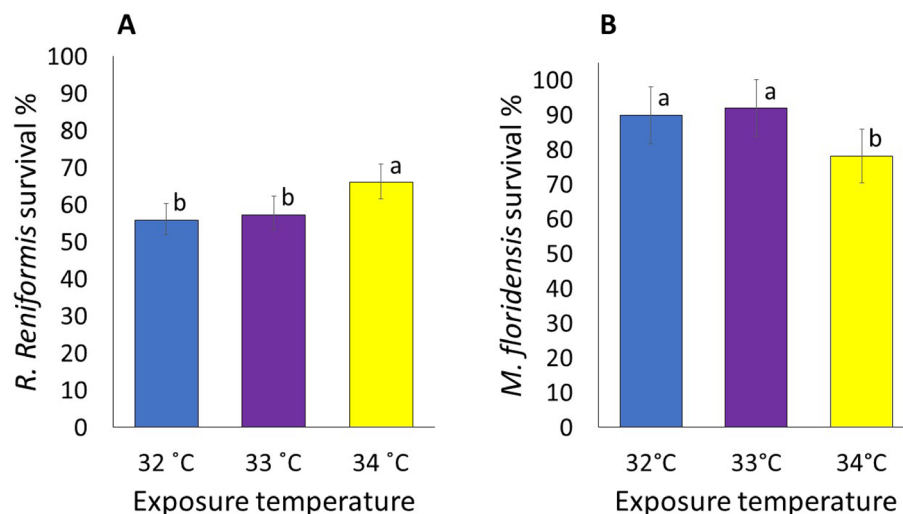 A
R. Reniformis survival %
100
90
80
70
60
50
40
30
20
10
0
b
b
a
32 ˚C
33 ˚C
34 ˚C
Exposure temperature
B
M. floridensis survival %
100
90
80
70
60
50
40
30
20
10
0
a
a
b
32°C
33°C
34°C
Exposure temperature